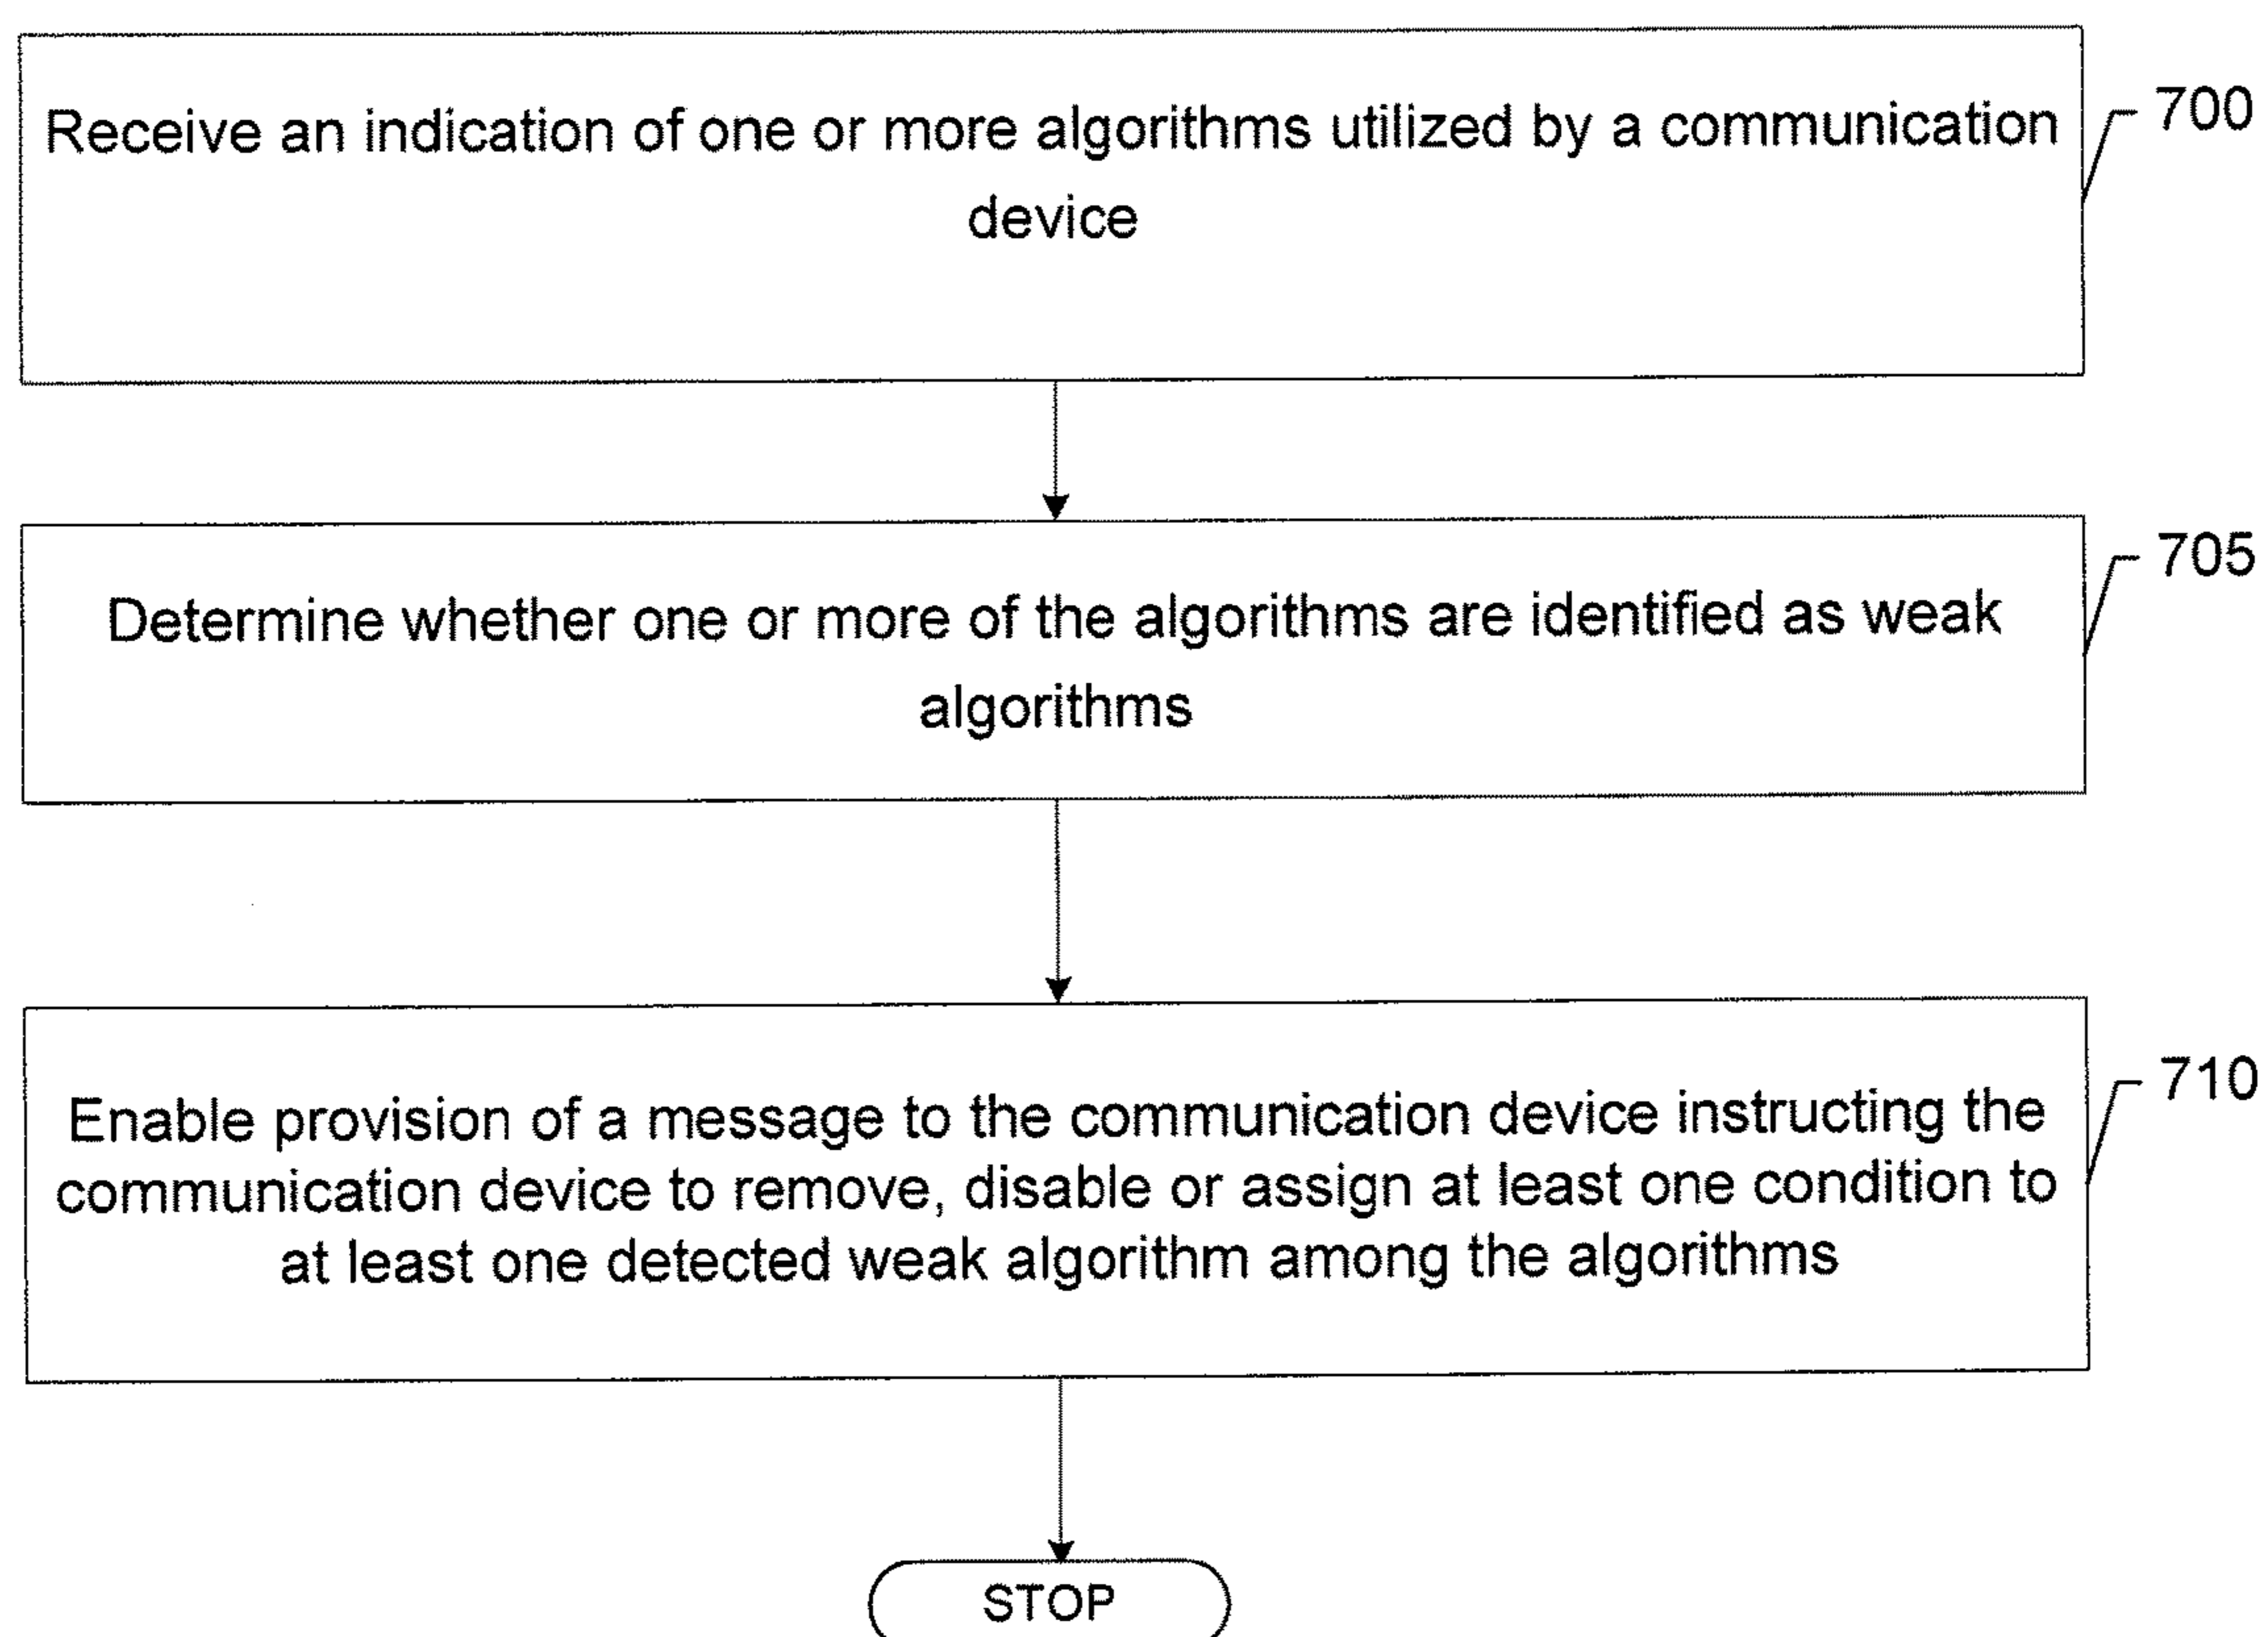 Receive an indication of one or more algorithms utilized by a communication
device
700
Determine whether one or more of the algorithms are identified as weak
algorithms
705
Enable provision of a message to the communication device instructing the
communication device to remove, disable or assign at least one condition to
at least one detected weak algorithm among the algorithms
710
STOP